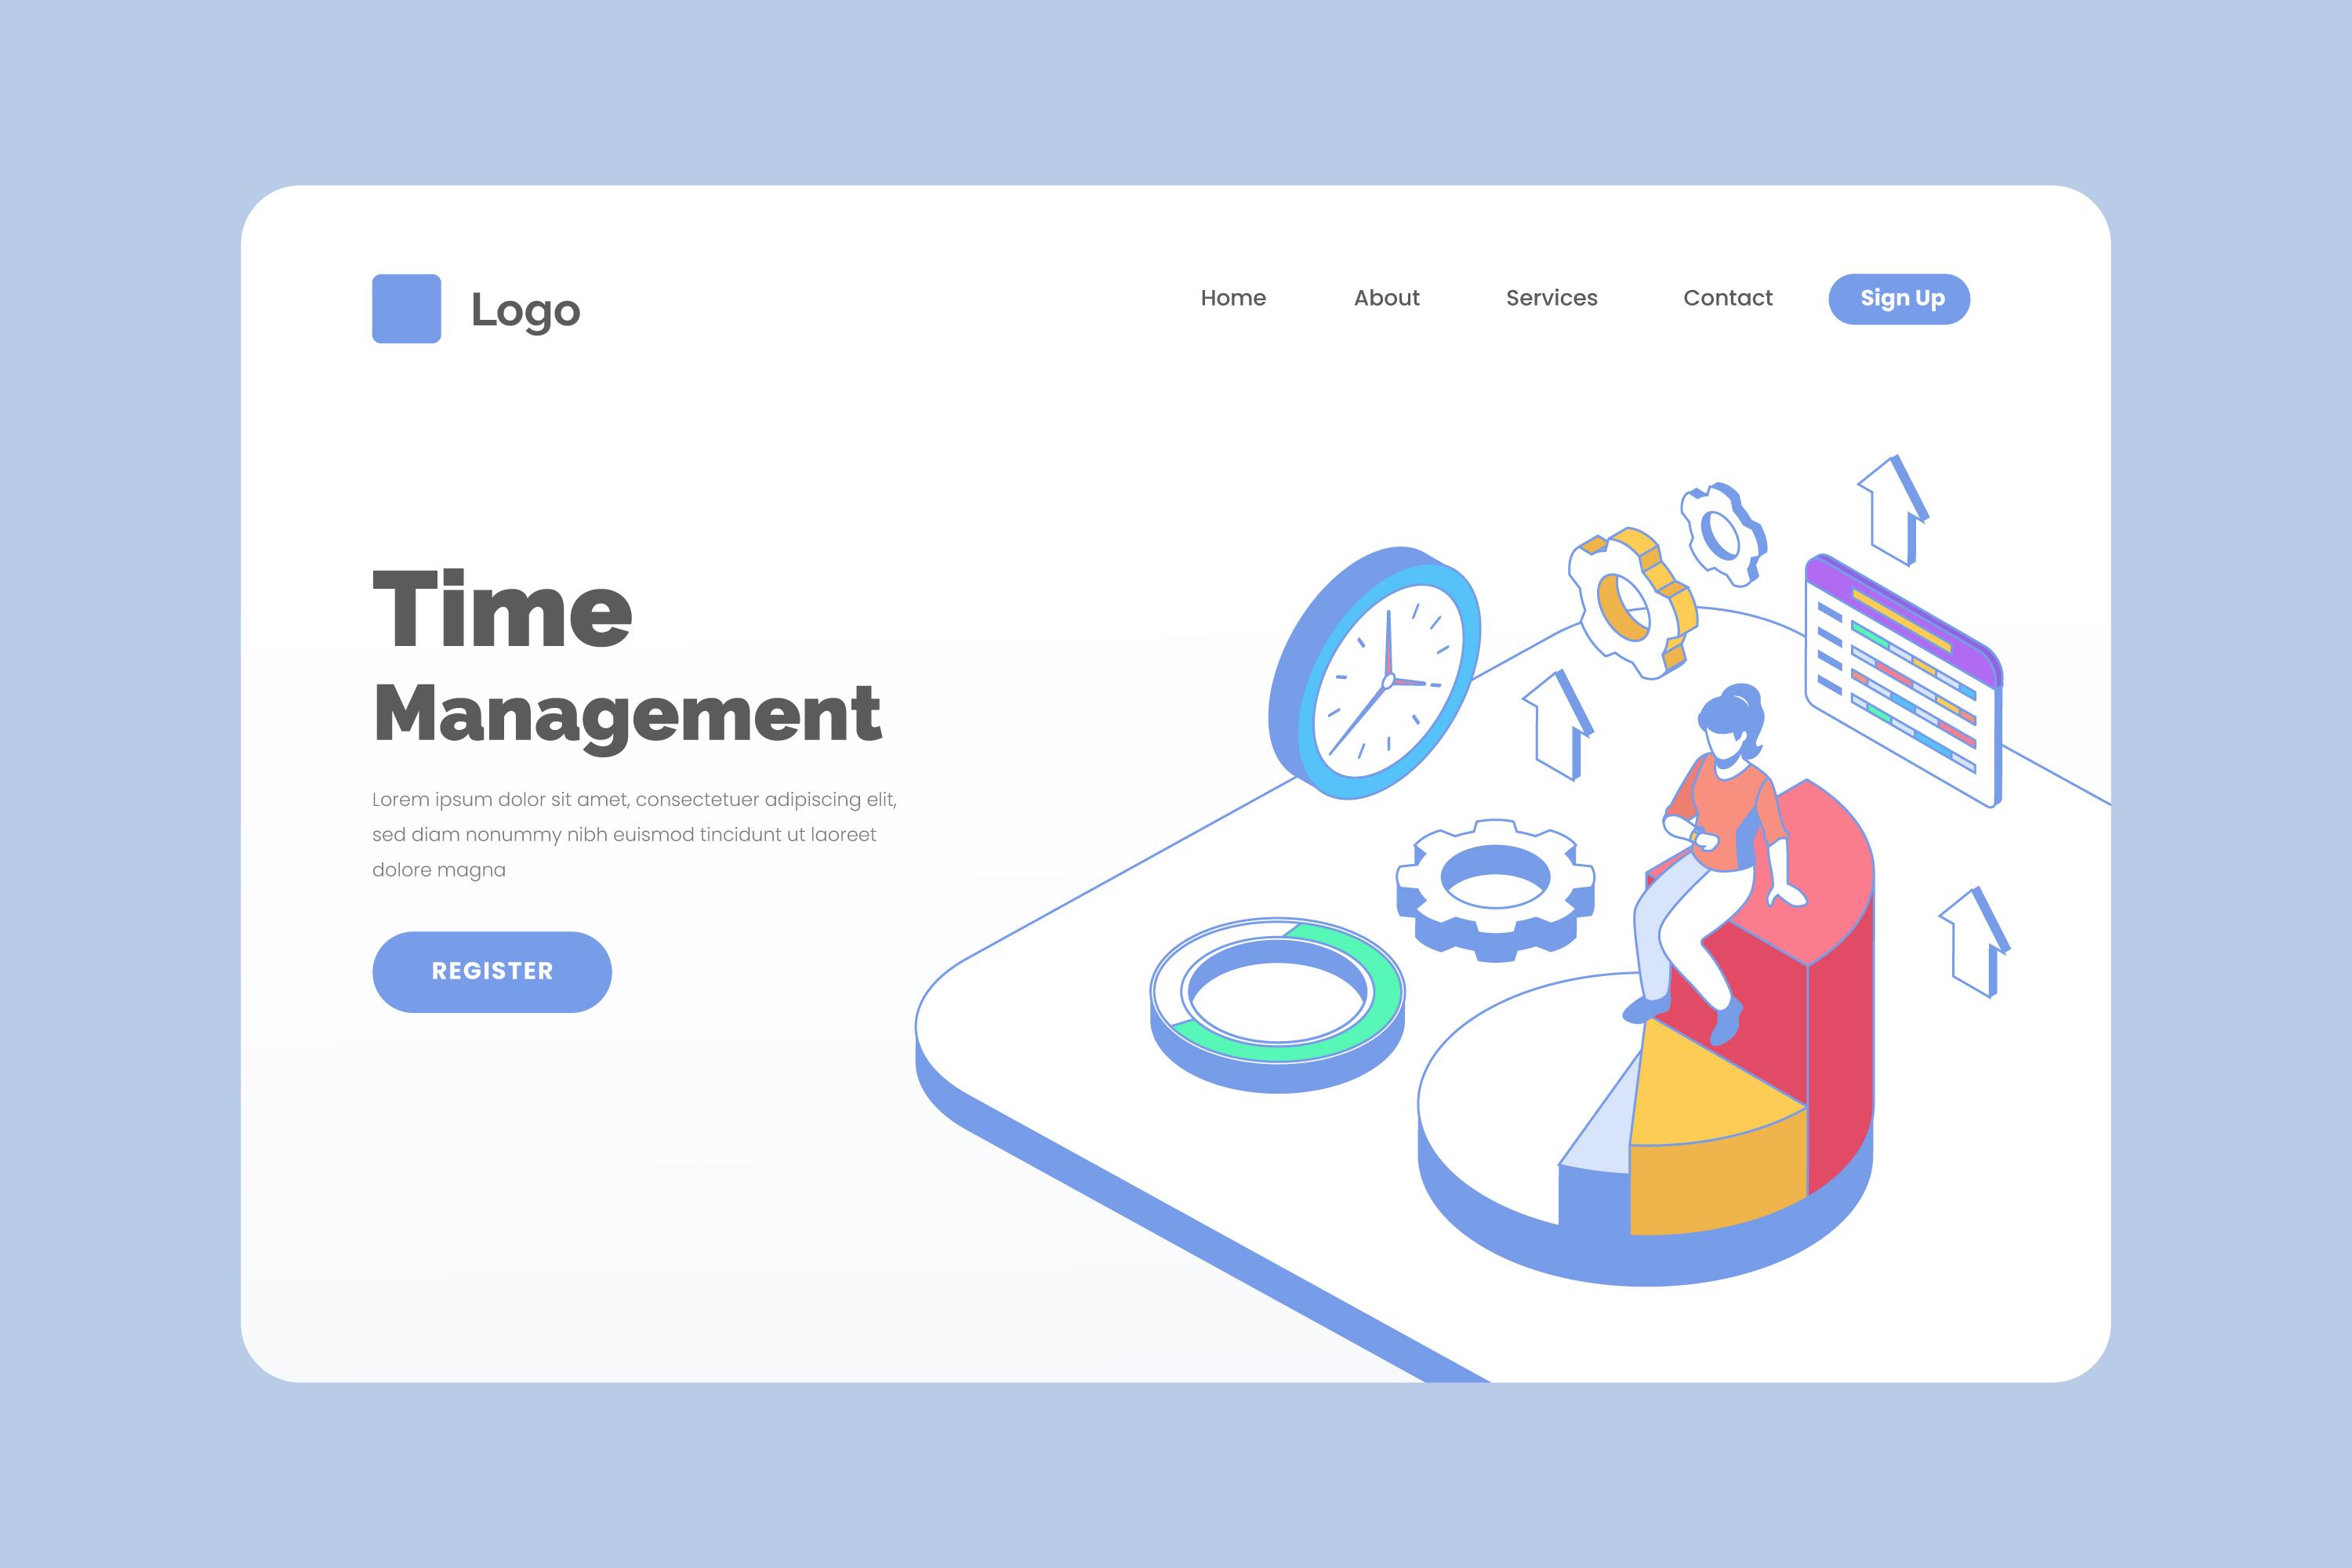 Logo
Home About Services Contact Sign Up
Time
Management
Lorem ipsum dolor sit amet, consectetuer adipiscing elit,
sed diam nonummy nibh euismod tincidunt ut laoreet
dolore magna
REGISTER